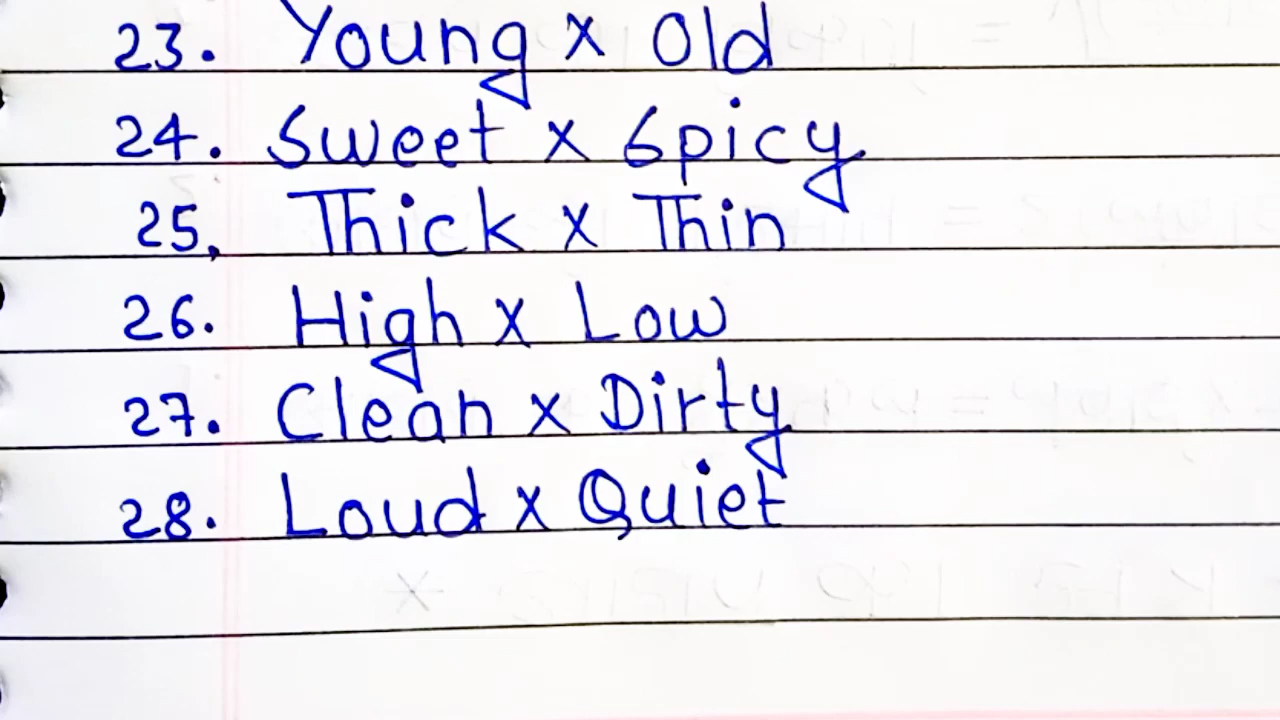 23. Young x Old
24. Sweet x Spicy
25. Thick x Thin
26. High x Low
27. Clean x Dirty
28. Loud x Quiet